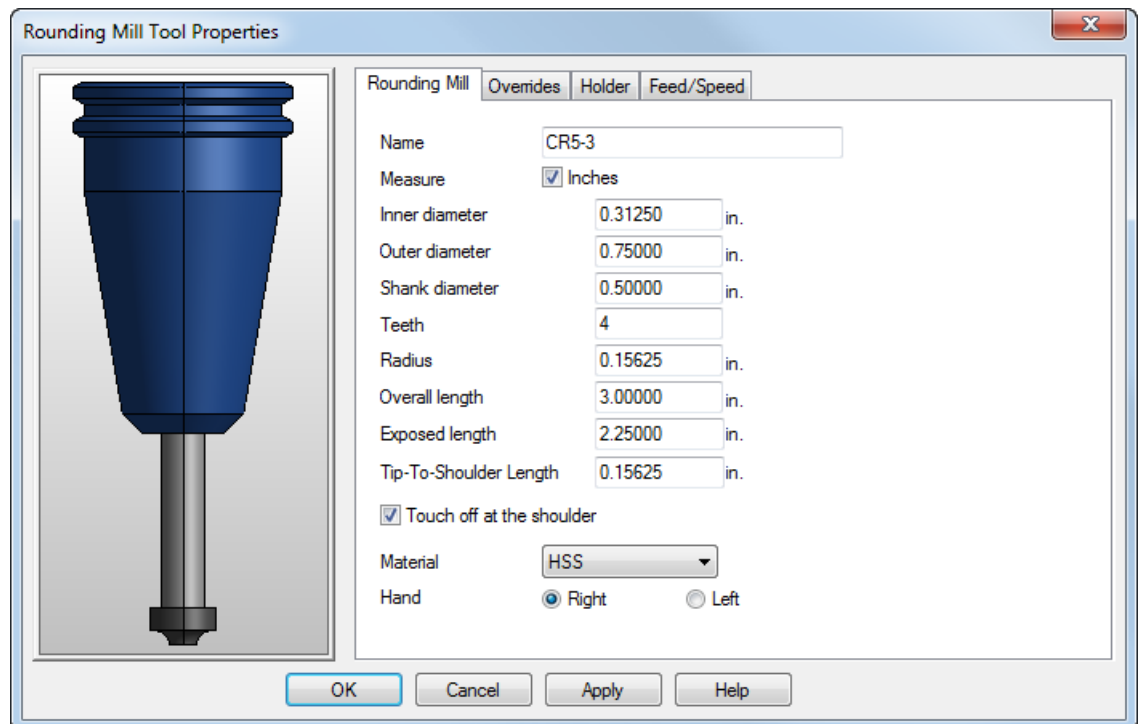 Rounding Mill Tool Properties
X
Rounding Mill Overrides Holder Feed/Speed
Name CR5-3
Measure Inches
Inner diameter 0.31250 in.
Outer diameter 0.75000 in.
Shank diameter 0.50000 in.
Teeth 4
Radius 0.15625 in.
Overall length 3.00000 in.
Exposed length 2.25000 in.
Tip-To-Shoulder Length 0.15625 in.
Touch off at the shoulder
Material HSS
Hand Right Left
OK Cancel Apply Help